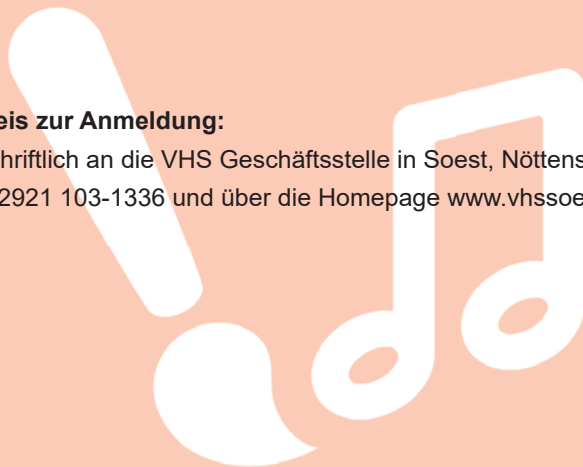 eis zur Anmeldung:
hriftlich an die VHS Geschäftsstelle in Soest, Nöttens
2921 103-1336 und über die Homepage www.vhssoe